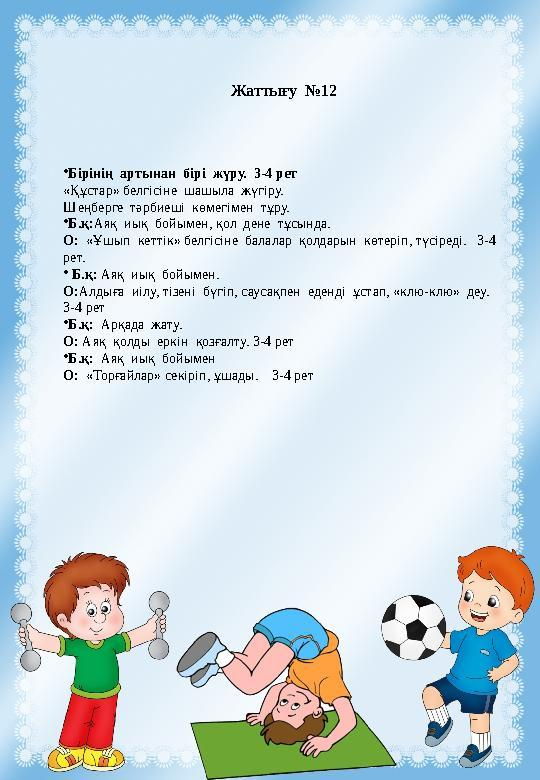 Жаттығу №12
•Бірінің артынан бірі жүру. 3-4 рет
«Құстар» белгісіне шашыла жүгіру.
Шеңберге тәрбиеші көмегімен тұру.
•Б.қ:Аяқ иық бойымен, қол дене тұсында.
О: «Ұшып кеттік» белгісіне балалар қолдарын көтеріп, түсіреді. 3-4
рет.
• Б.қ: Аяқ иық бойымен.
О:Алдыға иілу, тізені бүгіп, саусақпен еденді ұстап, «клю-клю» деу.
3-4 рет
•Б.қ: Арқада жату.
О: Аяқ қолды еркін қозғалту. 3-4 рет
•Б.қ: Аяқ иық бойымен
О: «Торғайлар» секіріп, ұшады. 3-4 рет